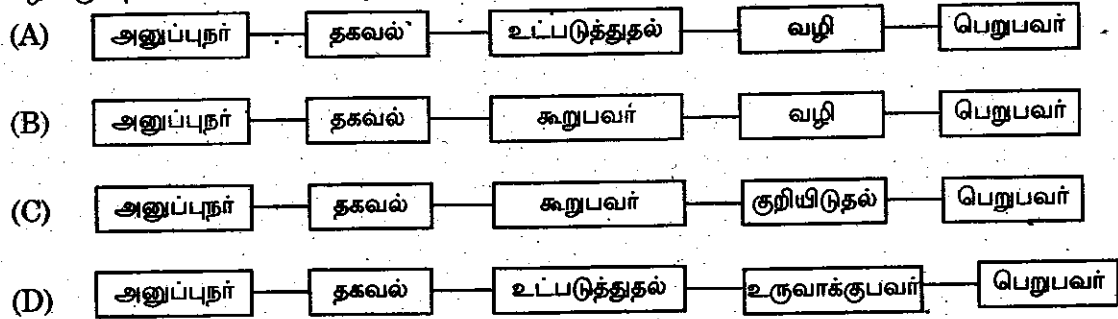 (A) அனுப்புநர் தகவல் உட்படுத்துதல் வழி பெறுபவர்
(B) அனுப்புநர் தகவல் கூறுபவர் வழி பெறுபவர்
(C) அனுப்புநர் தகவல் கூறுபவர் குறியிடுதல் பெறுபவர்
(D) அனுப்புநர் தகவல் உட்படுத்துதல் உருவாக்குபவர் பெறுபவர்